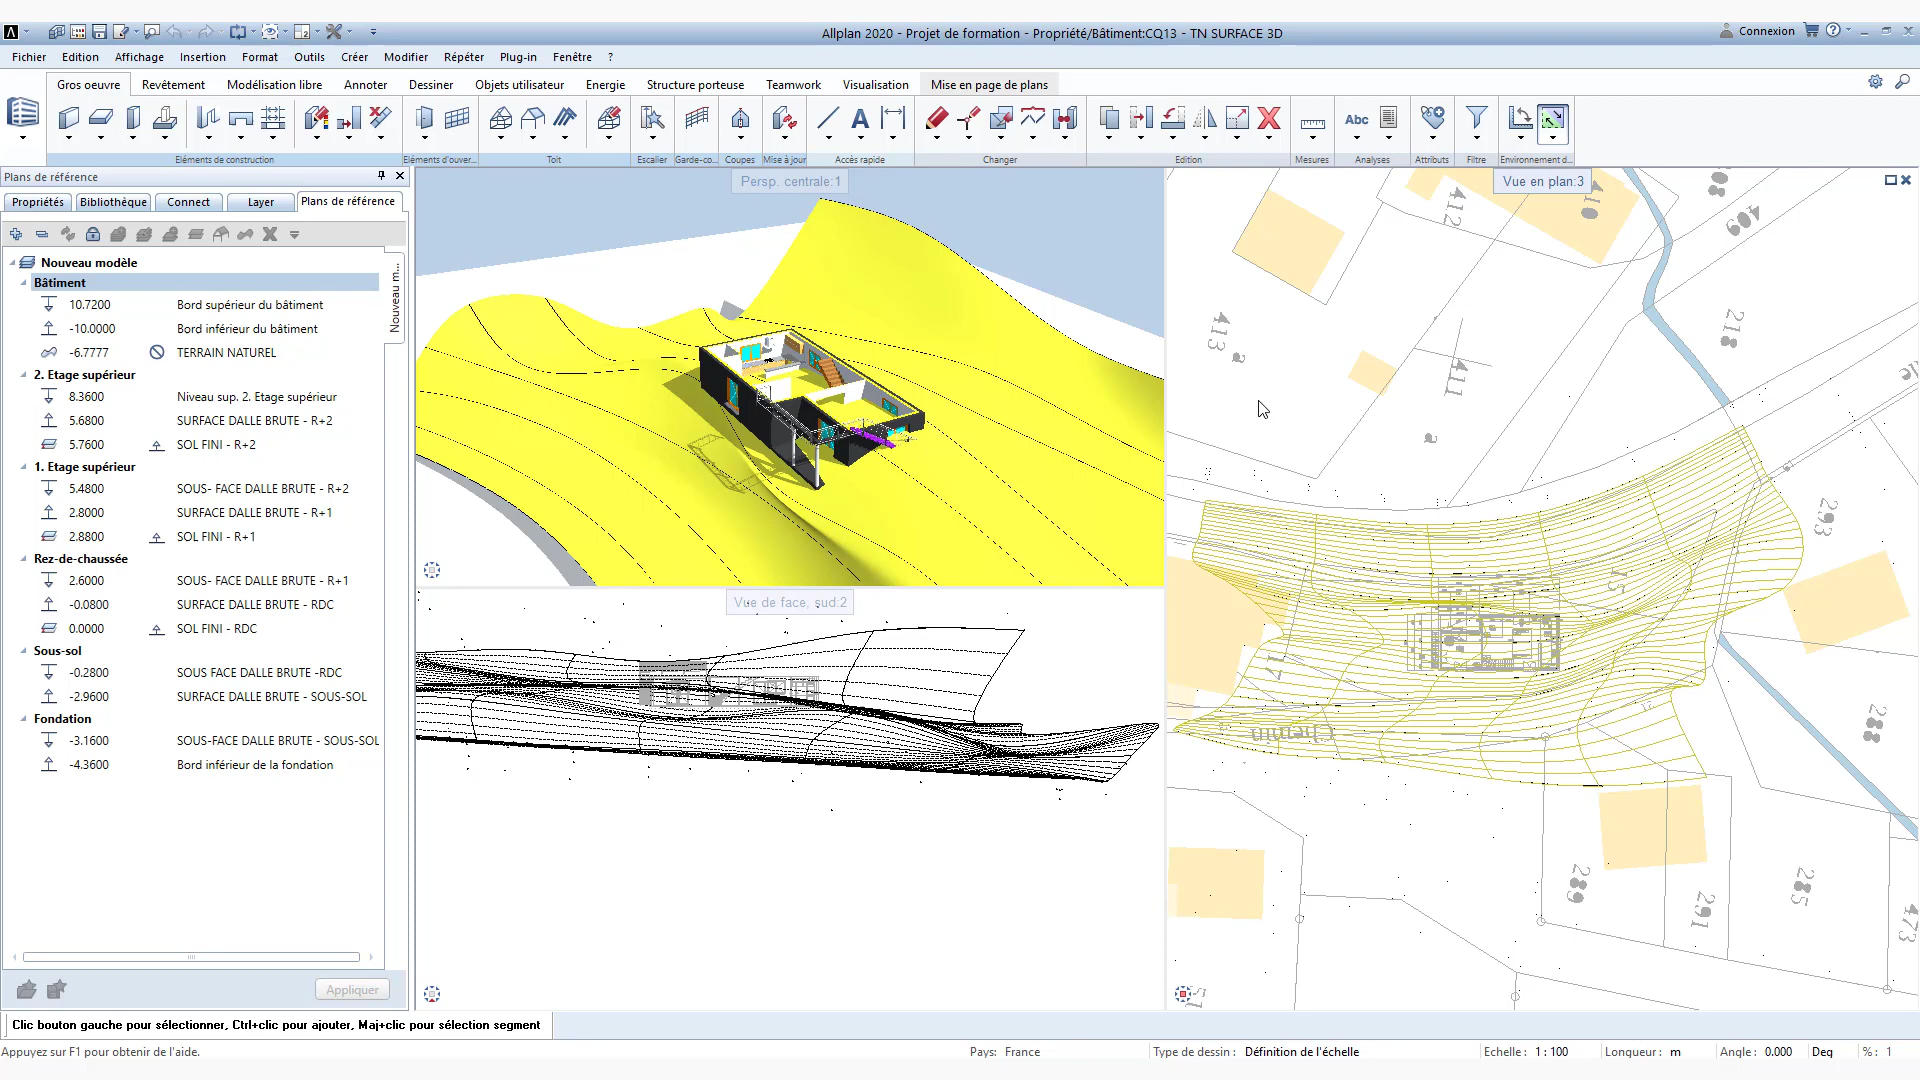 Allplan 2020 - Projet de formation - Propriété/Bâtiment:CQ13 - TN SURFACE 3D
Connexion
Fichier Edition Affichage Insertion Format Outils Créer Modifier Répéter Plug-in Fenêtre ?
Gros oeuvre Revêtement Modélisation libre Annoter Dessiner Objets utilisateur Energie Structure porteuse Teamwork Visualisation Mise en page de plans
Abc
Eléments de construction Eléments d'ouver... Toit Escalier Garde-co... Coupes Mise à jour Accès rapide Changer Edition Mesures Analyses Attributs Filtre Environnement d...
Plans de référence
Propriétés Bibliothèque Connect Layer Plans de référence
Nouveau m...
Nouveau modèle
Bâtiment
10.7200 Bord supérieur du bâtiment
-10.0000 Bord inférieur du bâtiment
-6.7777 TERRAIN NATUREL
2. Etage supérieur
8.3600 Niveau sup. 2. Etage supérieur
5.6800 SURFACE DALLE BRUTE - R+2
5.7600 SOL FINI - R+2
1. Etage supérieur
5.4800 SOUS- FACE DALLE BRUTE - R+2
2.8000 SURFACE DALLE BRUTE - R+1
2.8800 SOL FINI - R+1
Rez-de-chaussée
2.6000 SOUS- FACE DALLE BRUTE - R+1
-0.0800 SURFACE DALLE BRUTE - RDC
0.0000 SOL FINI - RDC
Sous-sol
-0.2800 SOUS FACE DALLE BRUTE -RDC
-2.9600 SURFACE DALLE BRUTE - SOUS-SOL
Fondation
-3.1600 SOUS-FACE DALLE BRUTE - SOUS-SOL
-4.3600 Bord inférieur de la fondation
Appliquer
Persp. centrale:1
Vue de face, sud:2
Vue en plan:3
412
410
408
409
413
a
411
a
218
293
15
17
Chemin
288
289
291
285
473
Clic bouton gauche pour sélectionner, Ctrl+clic pour ajouter, Maj+clic pour sélection segment
Appuyez sur F1 pour obtenir de l'aide. Pays: France Type de dessin : Définition de l'échelle Echelle : 1 : 100 Longueur : m Angle : 0.000 Deg % : 1